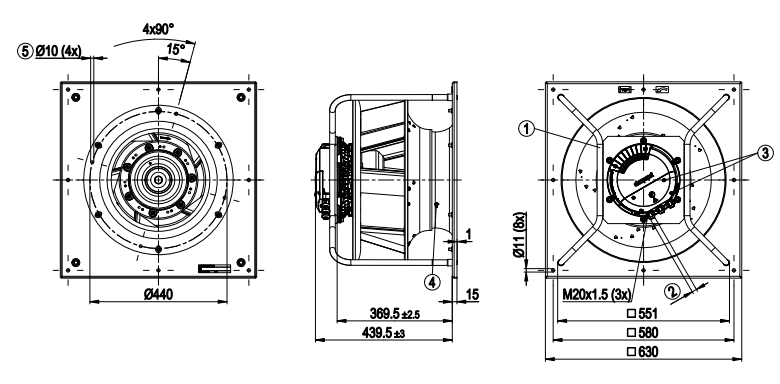 4x90°
⑤ Ø10 (4x)
15°
Ø440
1
④
15
369.5 ±2.5
439.5 ±3
①
③
Ø11 (8x)
②
M20x1.5 (3x)
□ 551
□ 580
□ 630